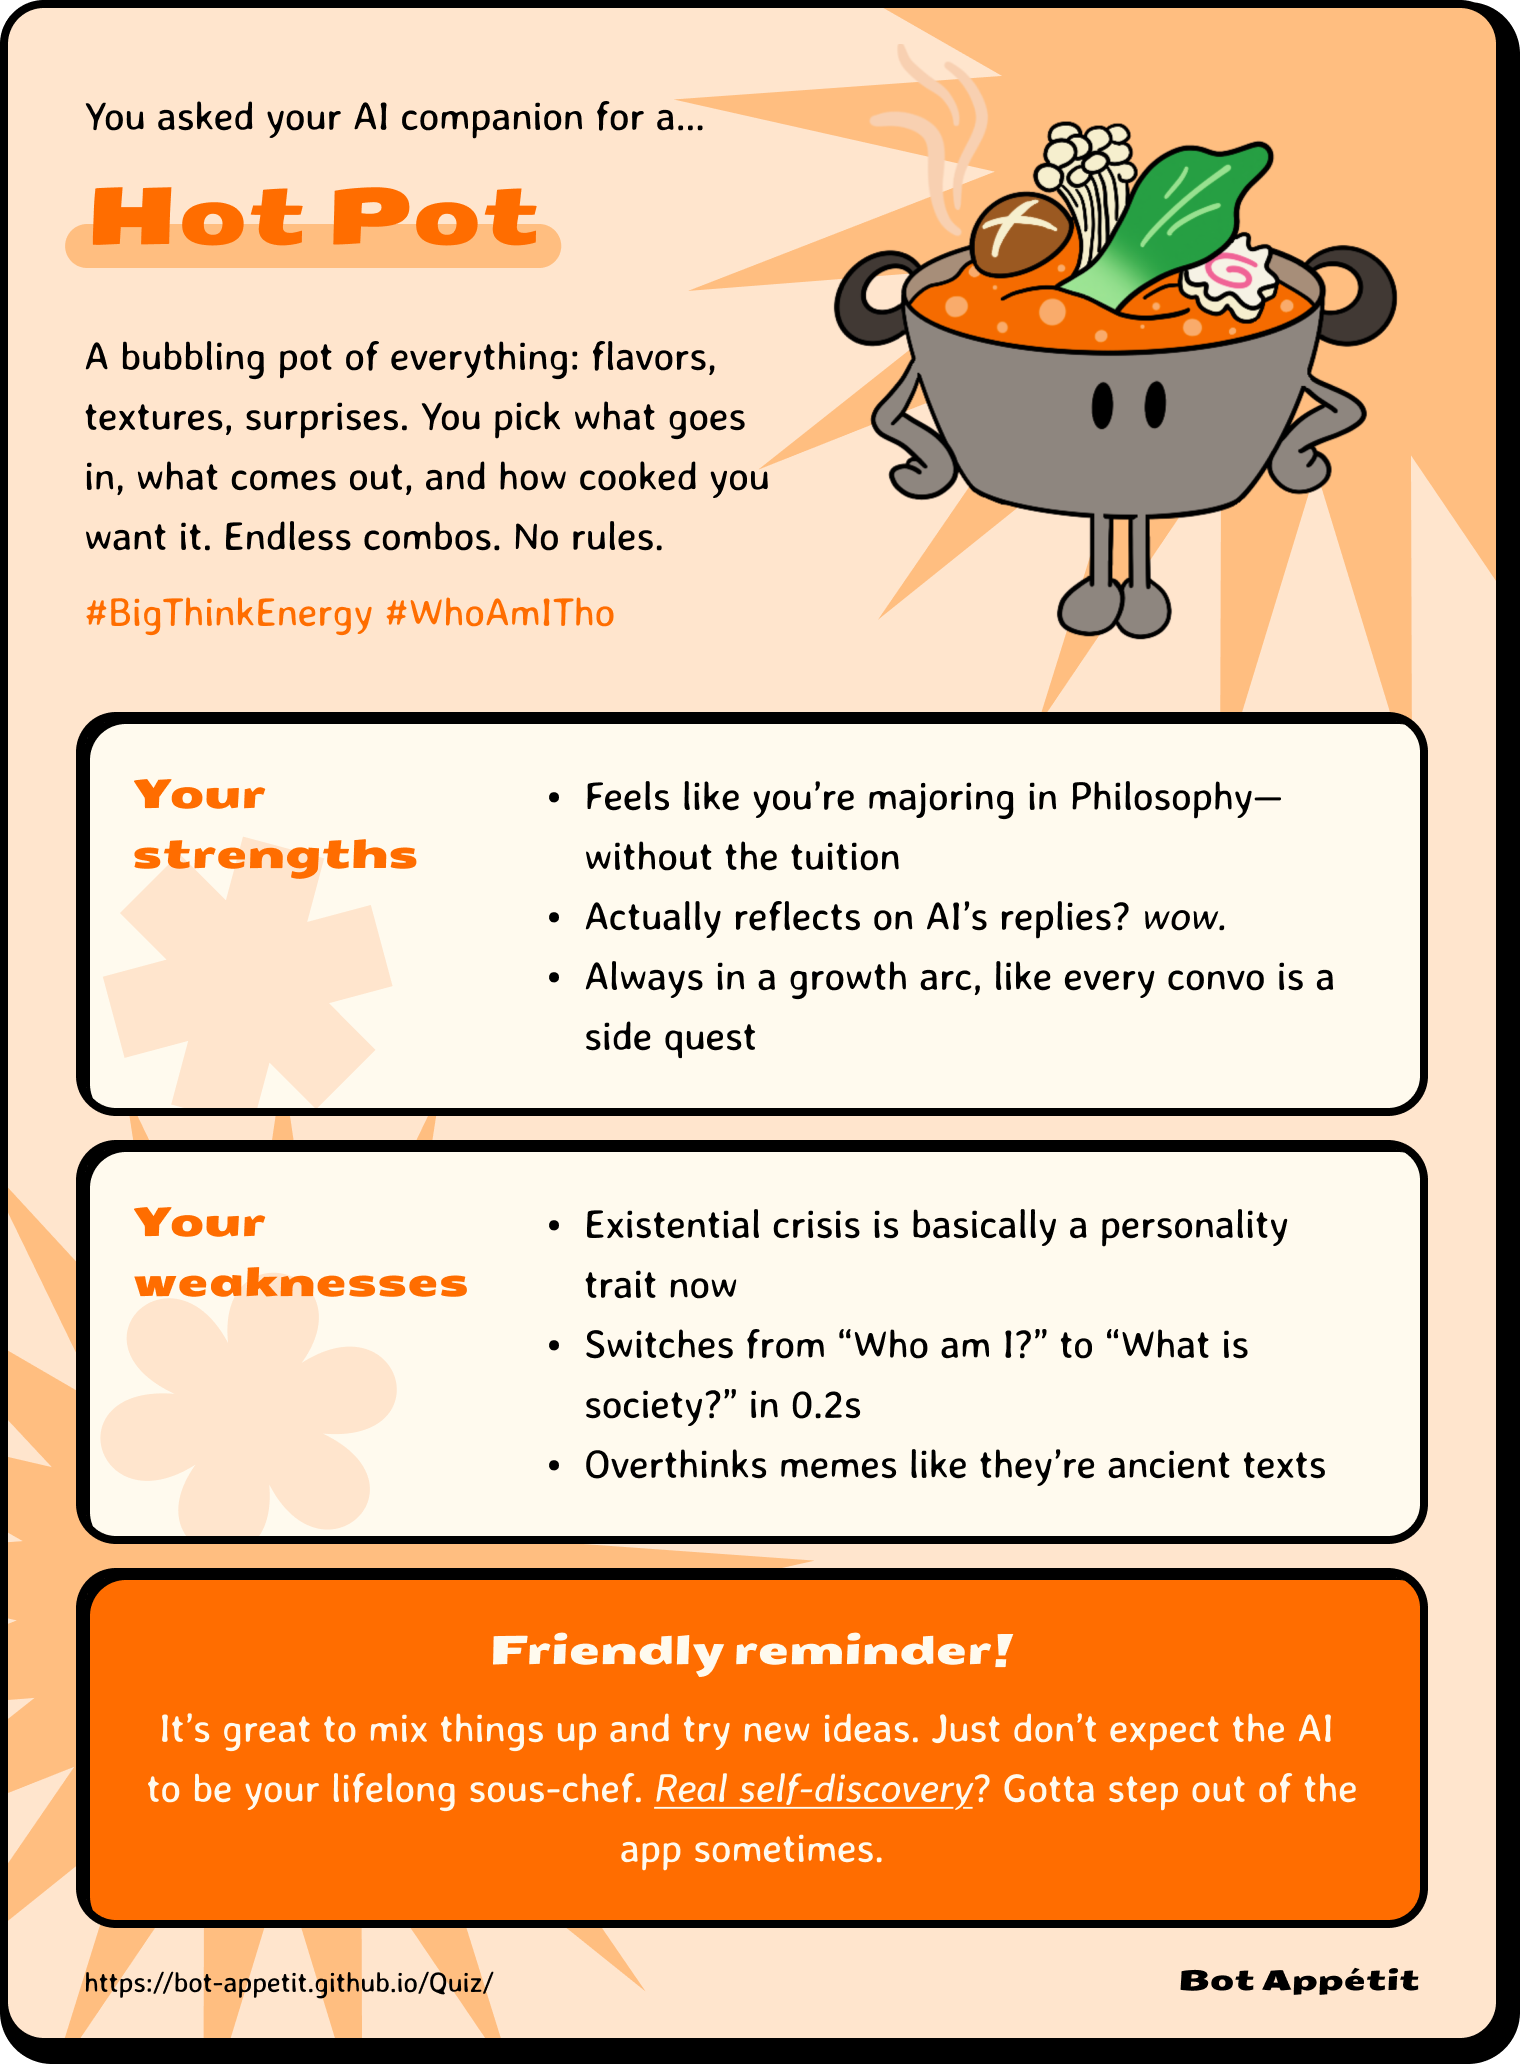 You asked your AI companion for a...
Hot Pot
A bubbling pot of everything: flavors,
textures, surprises. You pick what goes
in, what comes out, and how cooked you
want it. Endless combos. No rules.
#BigThinkEnergy #WhoAmITho
Your
strengths
• Feels like you’re majoring in Philosophy—
without the tuition
• Actually reflects on AI’s replies? wow.
• Always in a growth arc, like every convo is a
side quest
Your
weaknesses
• Existential crisis is basically a personality
trait now
• Switches from “Who am I?” to “What is
society?” in 0.2s
• Overthinks memes like they’re ancient texts
Friendly reminder!
It’s great to mix things up and try new ideas. Just don’t expect the AI
to be your lifelong sous-chef. Real self-discovery? Gotta step out of the
app sometimes.
https://bot-appetit.github.io/Quiz/
Bot Appétit